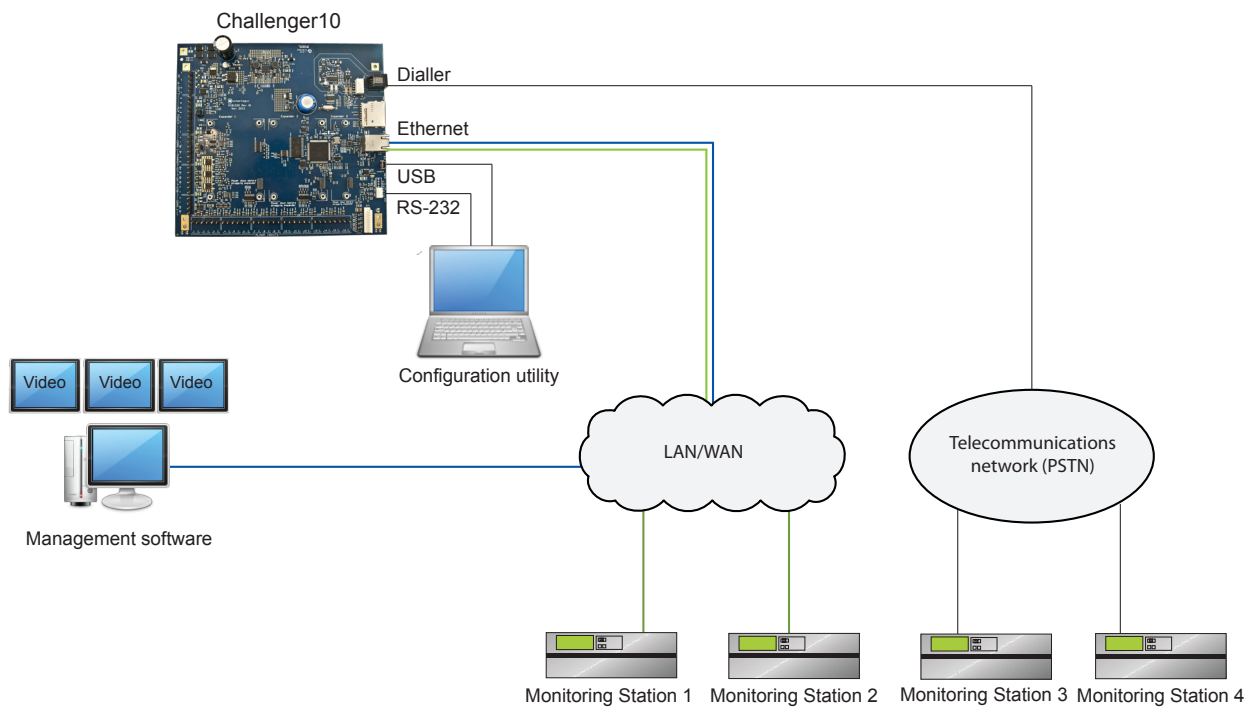 Challenger10
Dialler
Ethernet
USB
RS-232
Configuration utility
Video Video Video
Management software
LAN/WAN
Telecommunications
network (PSTN)
Monitoring Station 1 Monitoring Station 2 Monitoring Station 3 Monitoring Station 4